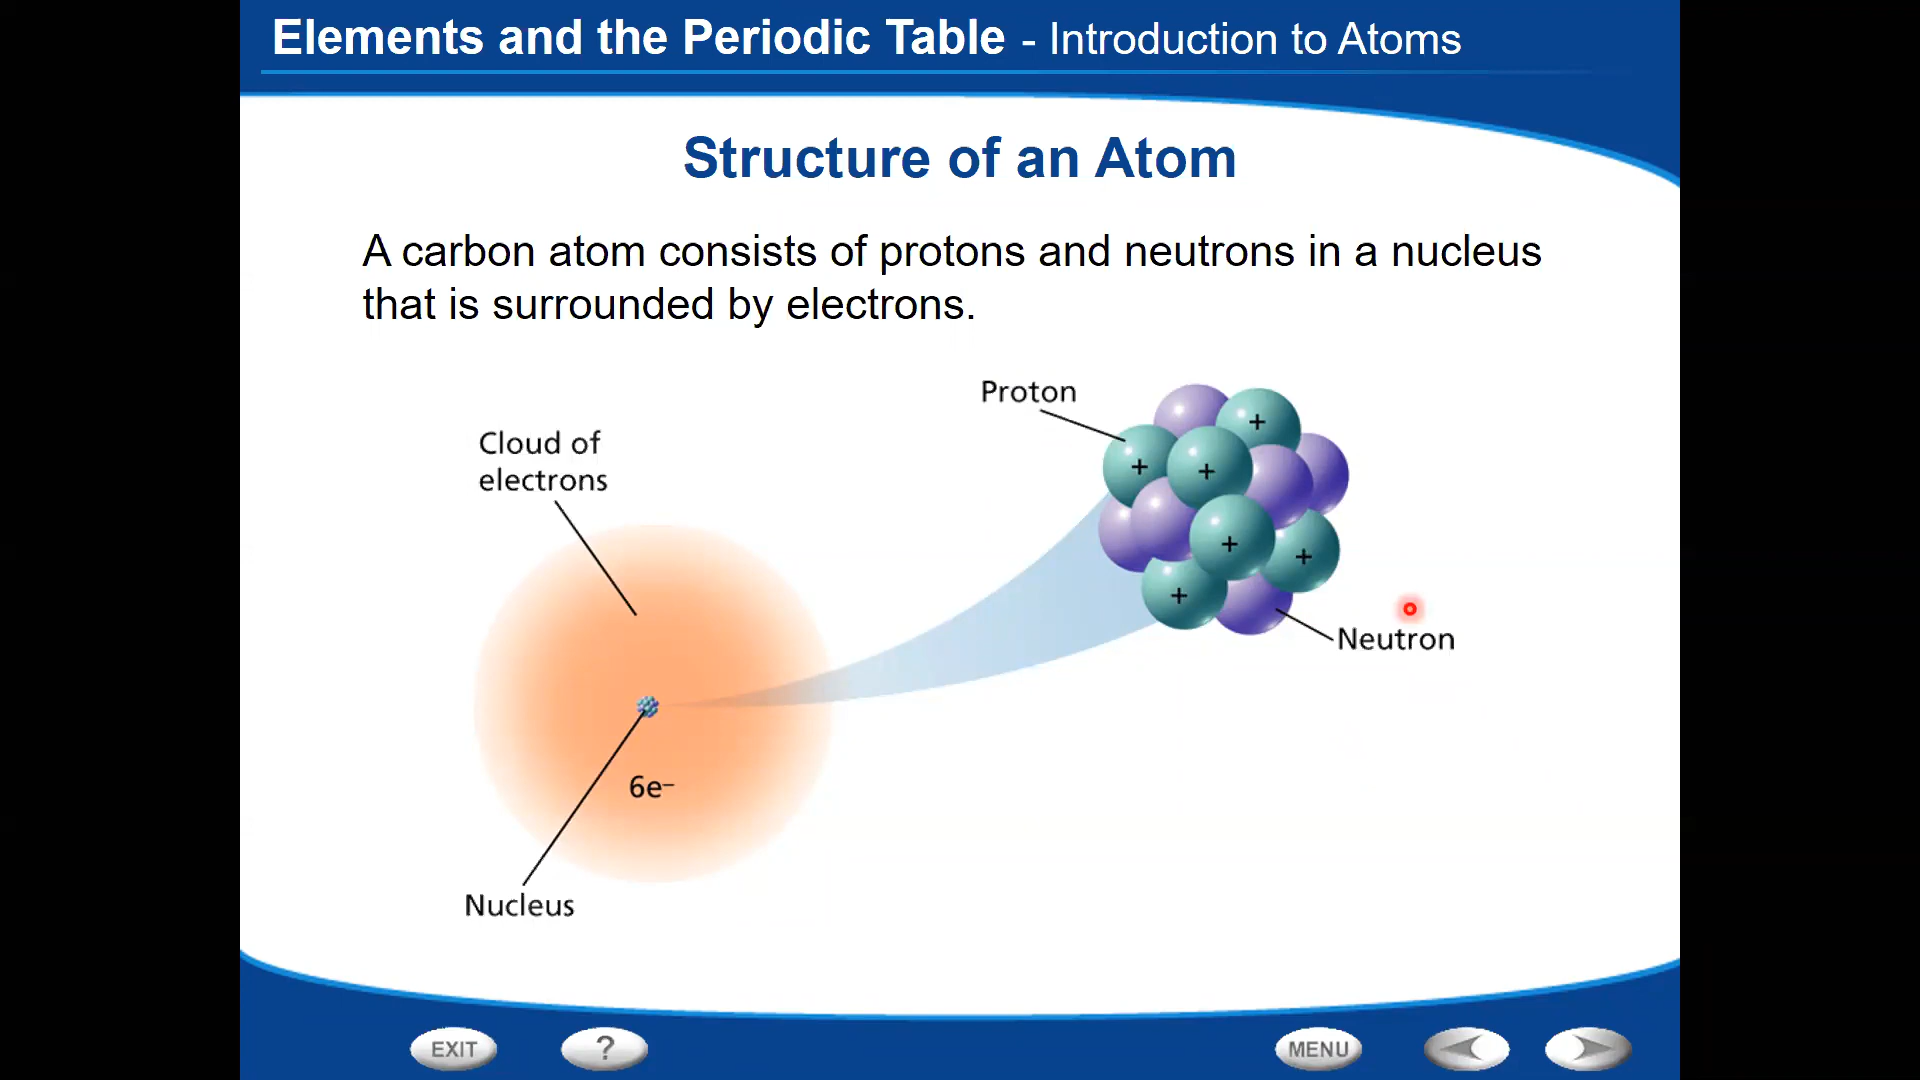 Elements and the Periodic Table - Introduction to Atoms
Structure of an Atom
A carbon atom consists of protons and neutrons in a nucleus
that is surrounded by electrons.
Proton
Cloud of
electrons
+
+
+
+
+
+
Neutron
6e⁻
Nucleus
EXIT
?
MENU